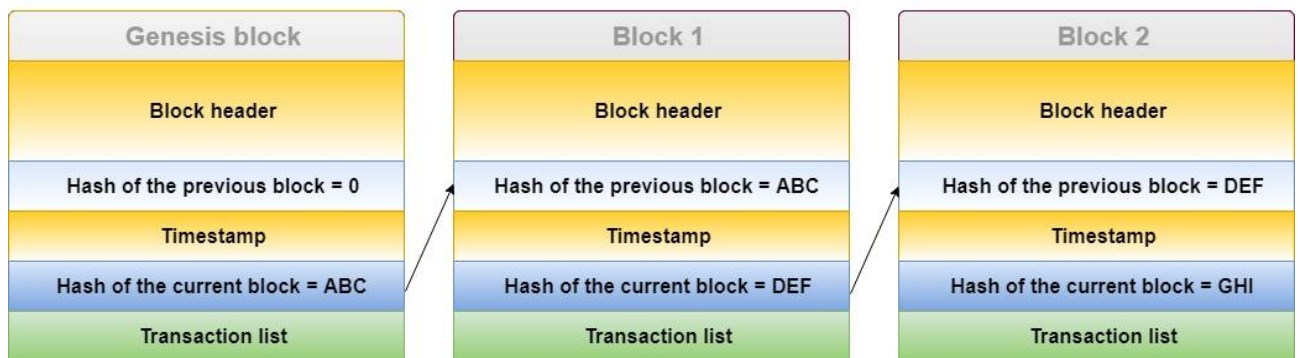 Genesis block
Block header
Hash of the previous block = 0
Timestamp
Hash of the current block = ABC
Transaction list
Block 1
Block header
Hash of the previous block = ABC
Timestamp
Hash of the current block = DEF
Transaction list
Block 2
Block header
Hash of the previous block = DEF
Timestamp
Hash of the current block = GHI
Transaction list